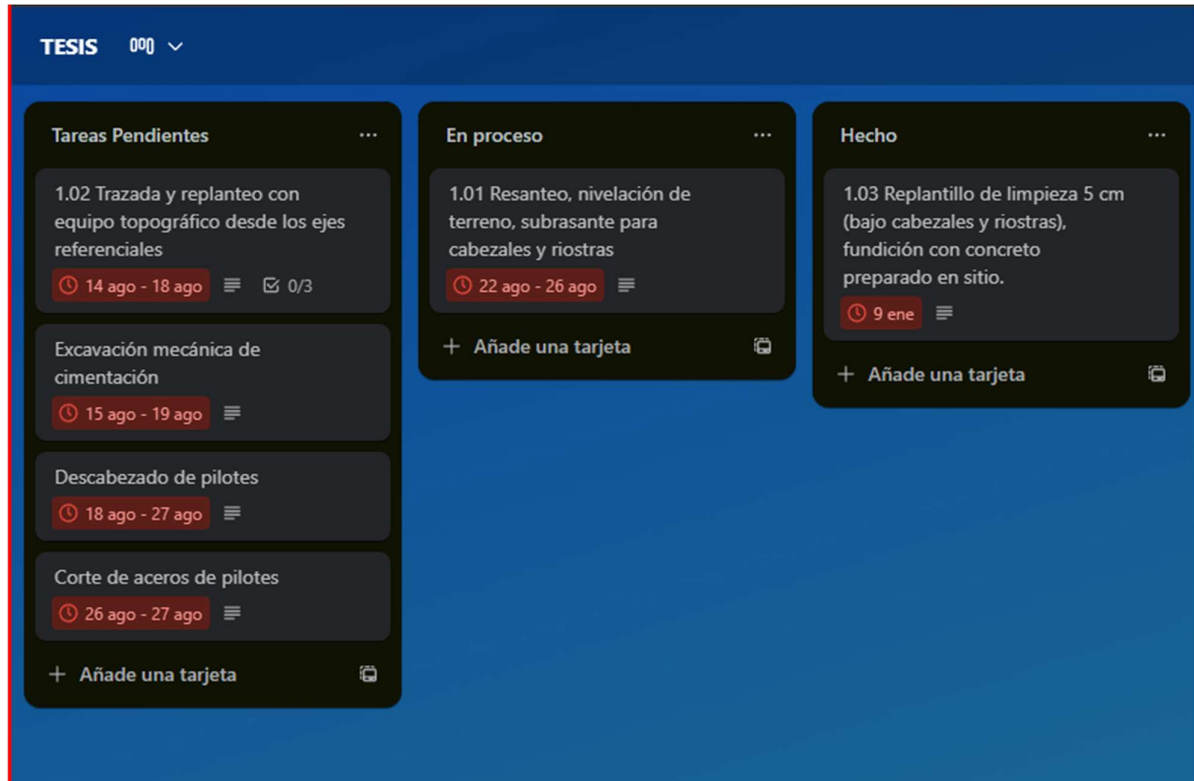 TESIS
Tareas Pendientes
1.02 Trazada y replanteo con
equipo topográfico desde los ejes
referenciales
14 ago - 18 ago 0/3
Excavación mecánica de
cimentación
15 ago - 19 ago
Descabezado de pilotes
18 ago - 27 ago
Corte de aceros de pilotes
26 ago - 27 ago
+ Añade una tarjeta
En proceso
1.01 Resanteo, nivelación de
terreno, subrasante para
cabezales y riostras
22 ago - 26 ago
+ Añade una tarjeta
Hecho
1.03 Replantillo de limpieza 5 cm
(bajo cabezales y riostras),
fundición con concreto
preparado en sitio.
9 ene
+ Añade una tarjeta